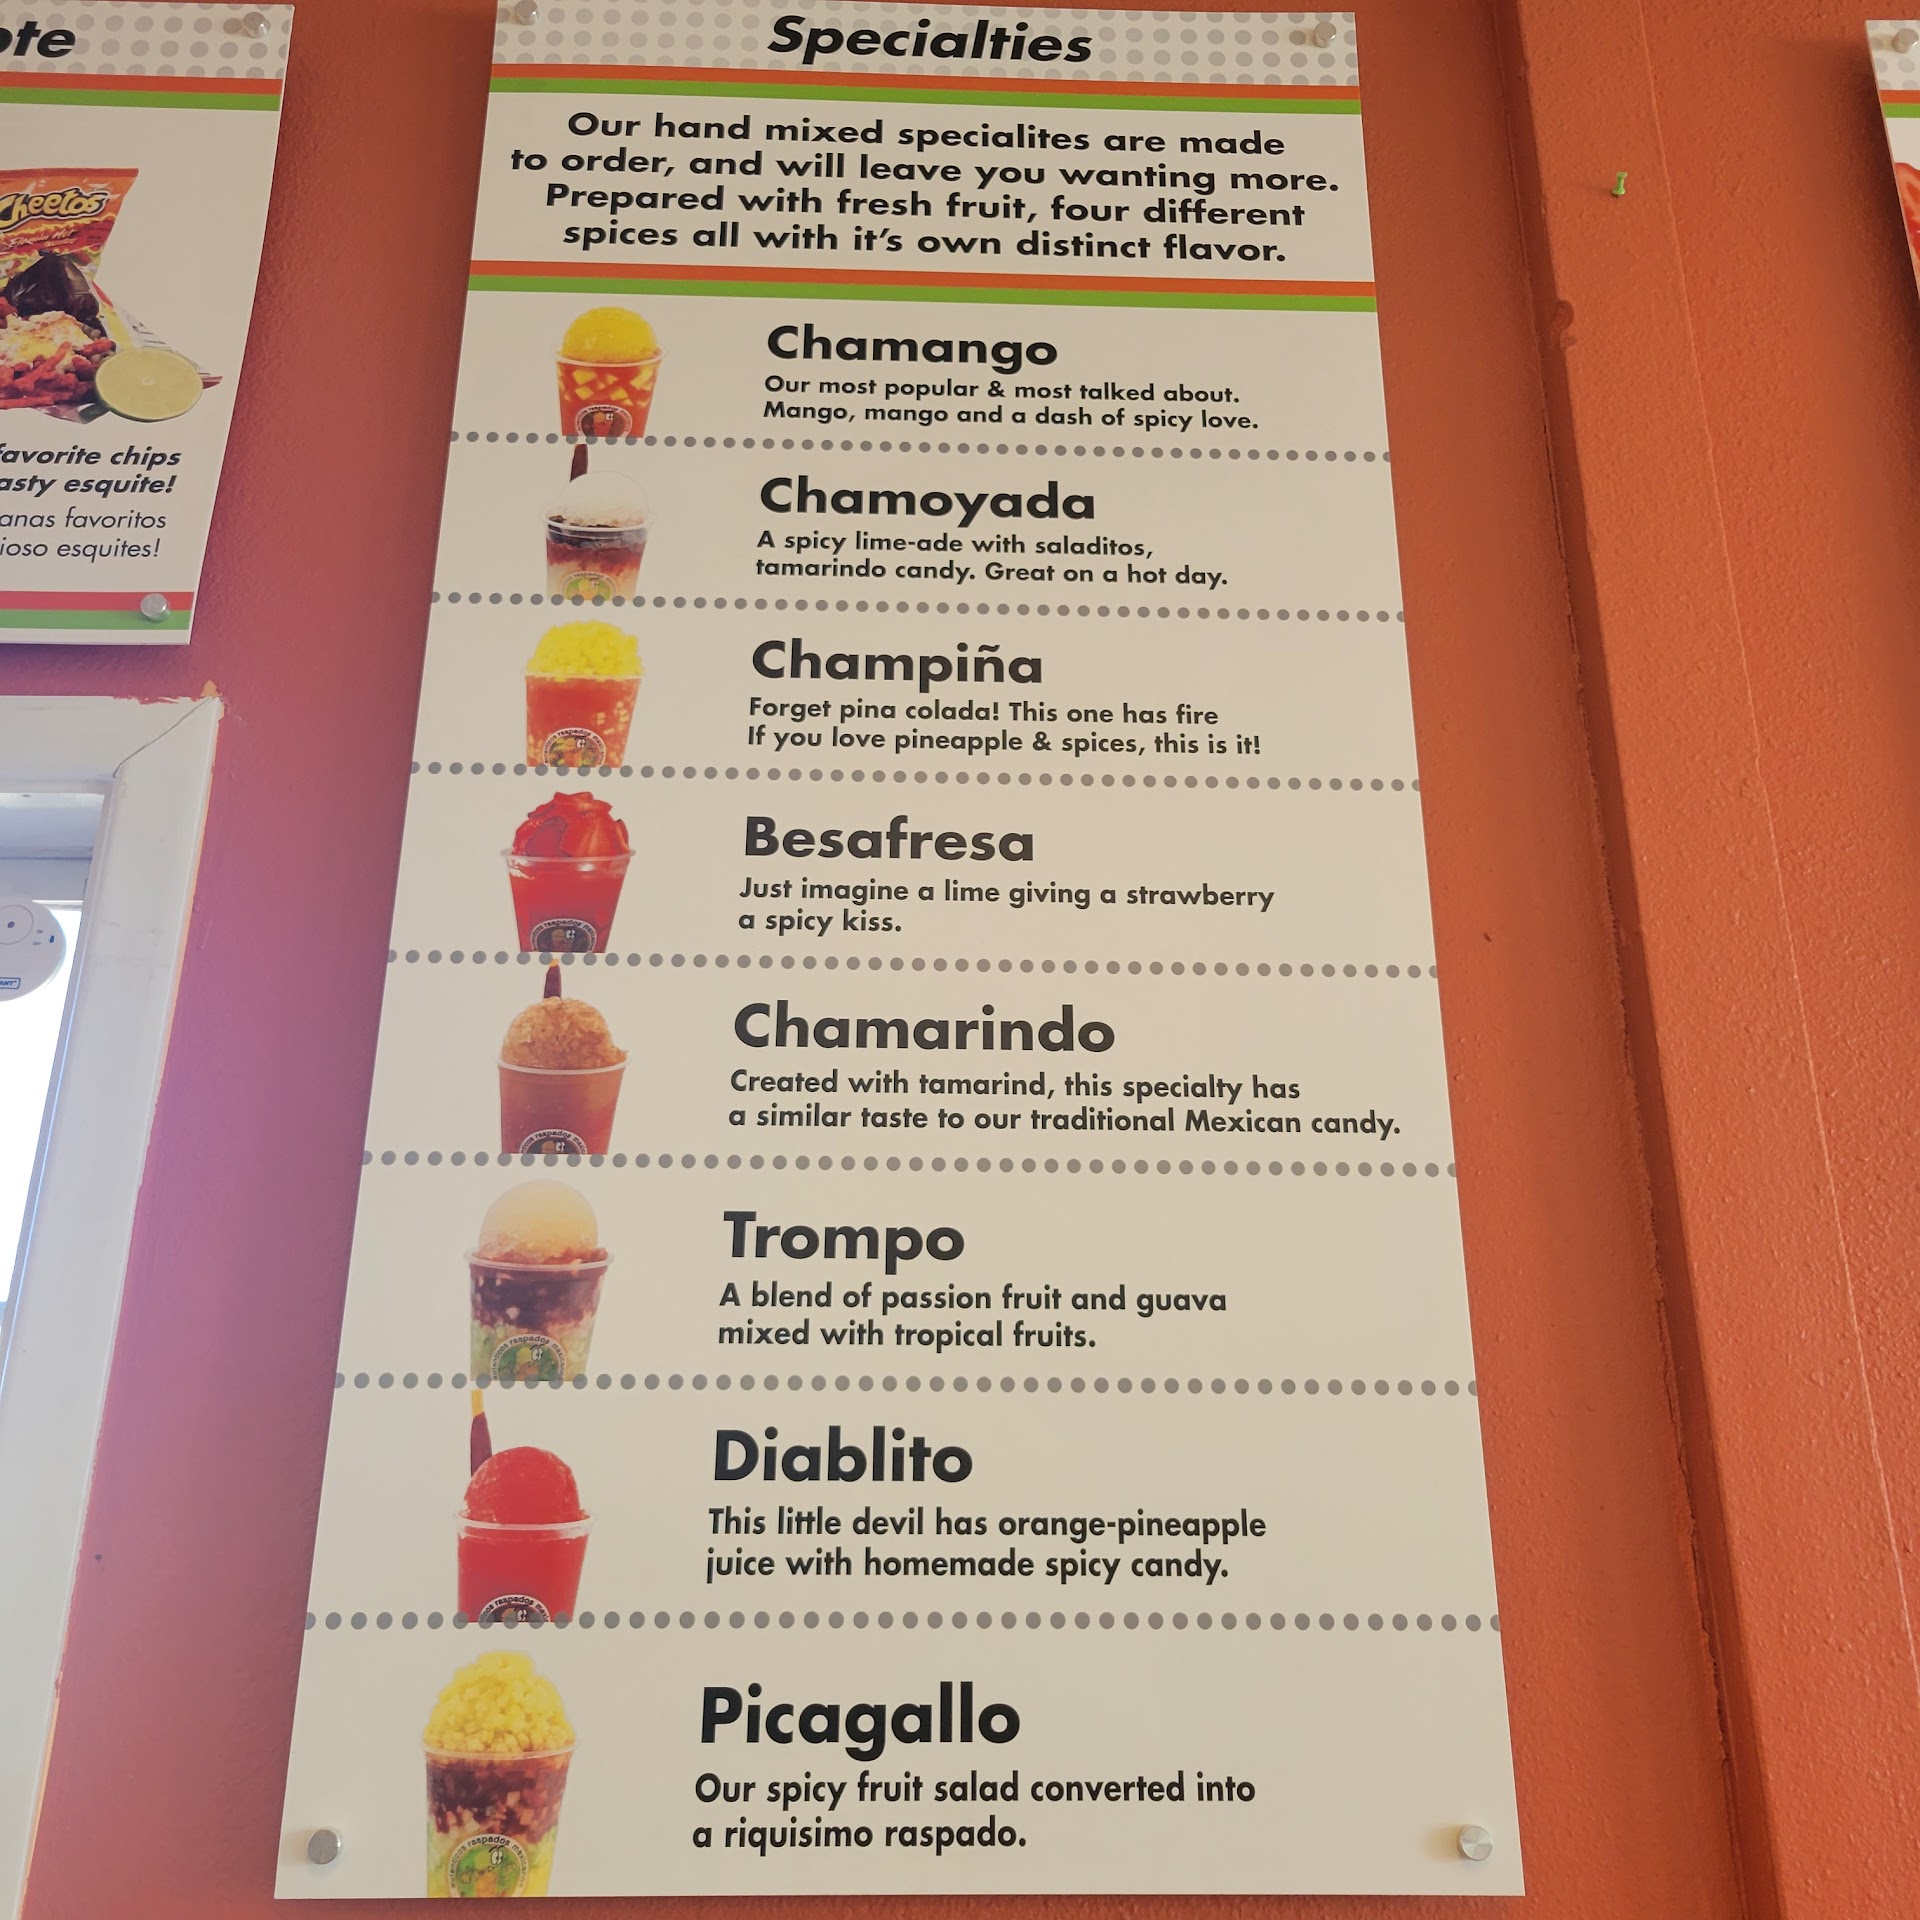 Specialties
Our hand mixed specialites are made
to order, and will leave you wanting more.
Prepared with fresh fruit, four different
spices all with it's own distinct flavor.
Chamango
Our most popular & most talked about.
Mango, mango and a dash of spicy love.
Chamoyada
A spicy lime-ade with saladitos,
tamarindo candy. Great on a hot day.
Champiña
Forget pina colada! This one has fire
If you love pineapple & spices, this is it!
Besafresa
Just imagine a lime giving a strawberry
a spicy kiss.
Chamarindo
Created with tamarind, this specialty has
a similar taste to our traditional Mexican candy.
Trompo
A blend of passion fruit and guava
mixed with tropical fruits.
Diablito
This little devil has orange-pineapple
juice with homemade spicy candy.
Picagallo
Our spicy fruit salad converted into
a riquisimo raspado.
autenticos raspados mexicanos
Cheetos
Flamin' Hot
favorite chips
asty esquite!
anas favoritos
ioso esquites!